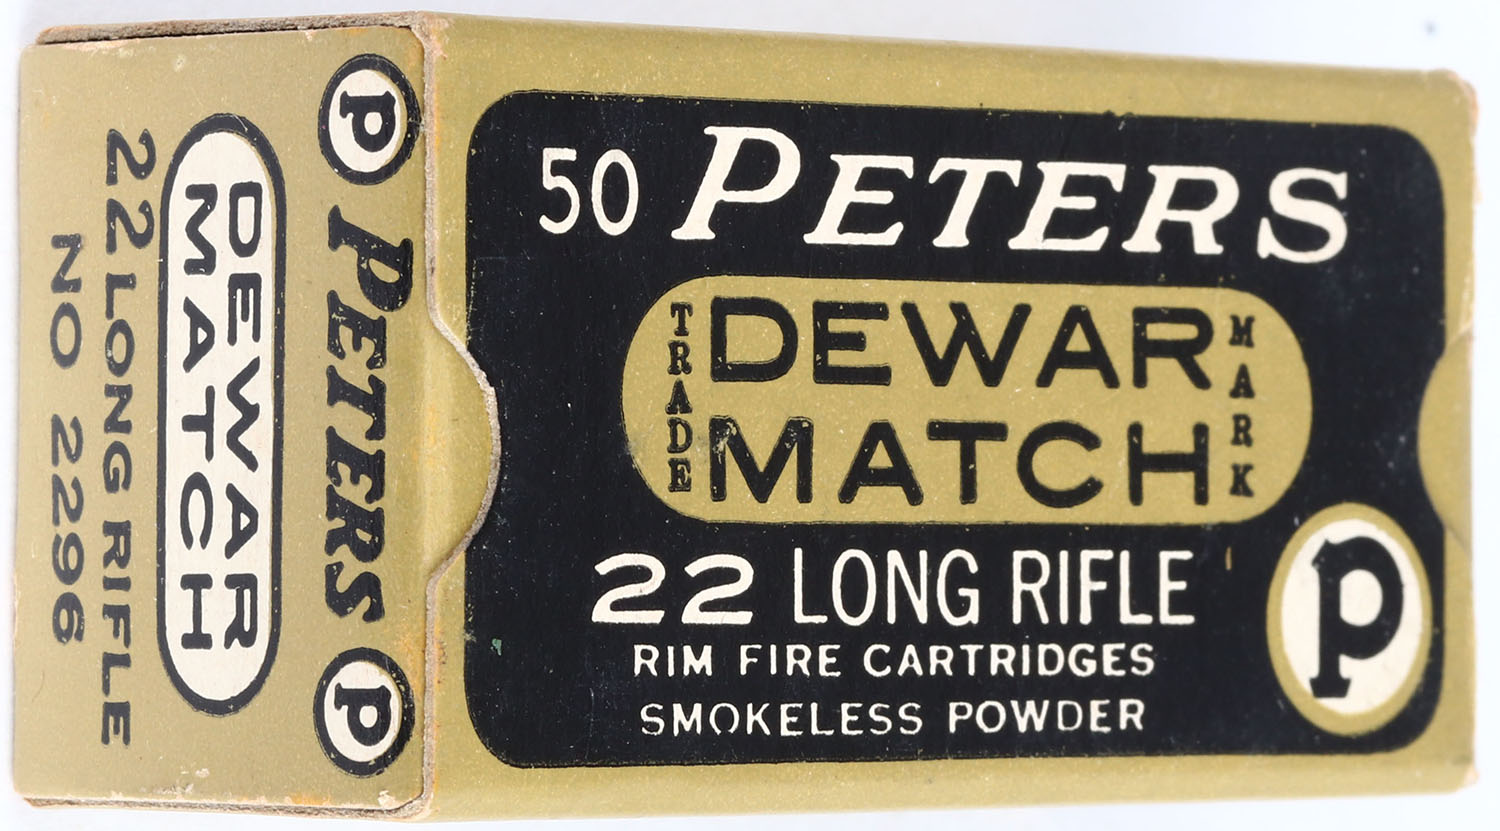 50 PETERS
TRADE
DEWAR
MATCH
MARK
22 LONG RIFLE
RIM FIRE CARTRIDGES
SMOKELESS POWDER
P
P PETERS P
DEWAR
MATCH
22 LONG RIFLE
NO 2296